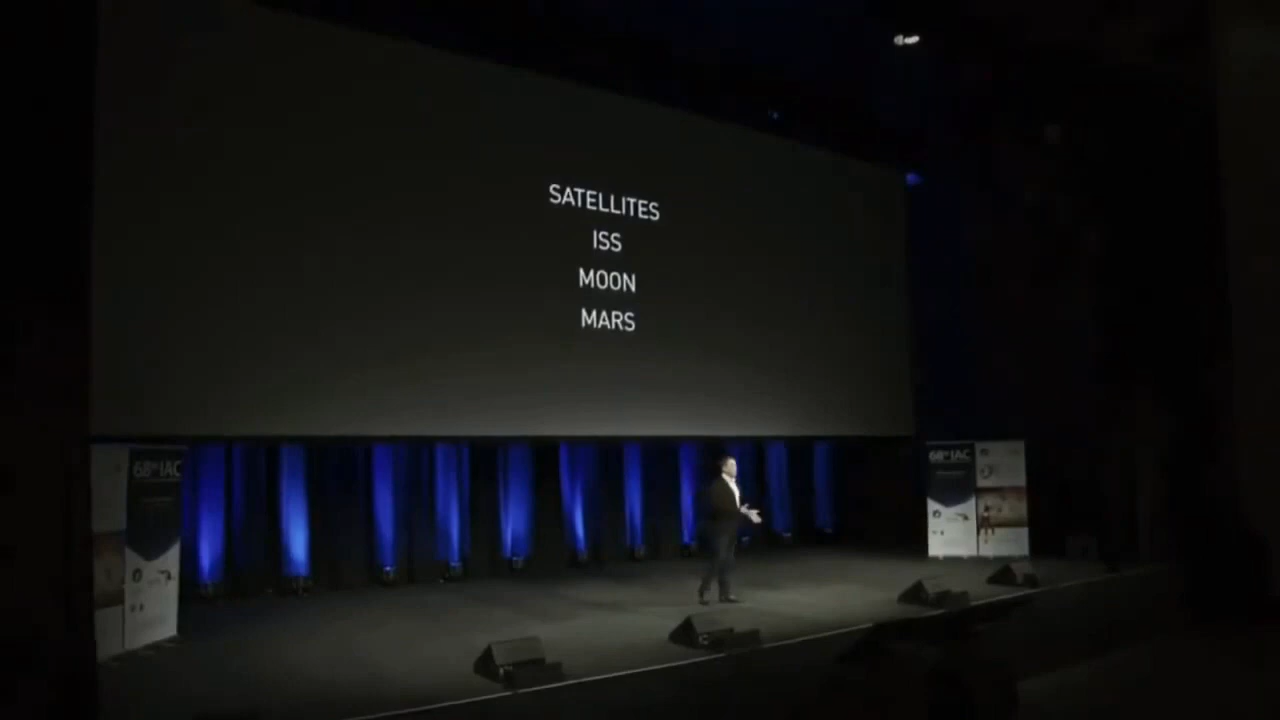 SATELLITES
ISS
MOON
MARS
68th IAC
68th IAC